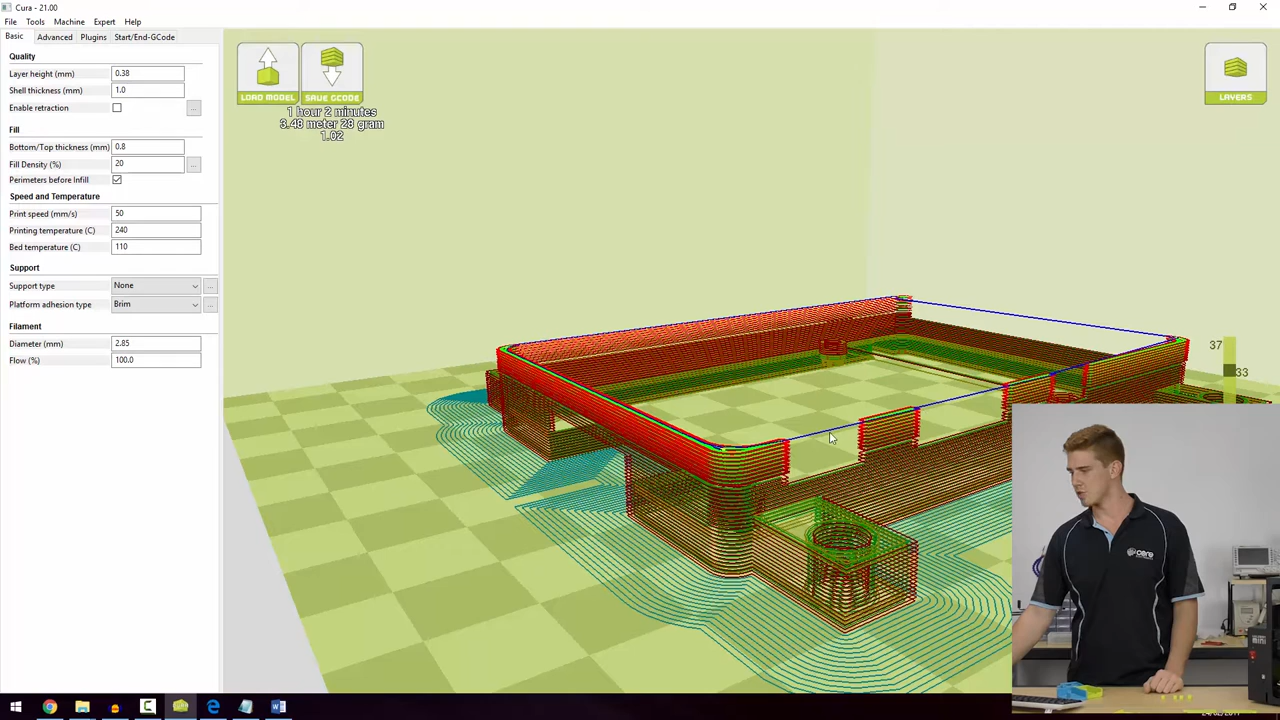 Cura - 21.00
File Tools Machine Expert Help
Basic Advanced Plugins Start/End-GCode
Quality
Layer height (mm) 0.38
Shell thickness (mm) 1.0
Enable retraction ...
Fill
Bottom/Top thickness (mm) 0.8
Fill Density (%) 20 ...
Perimeters before Infill
Speed and Temperature
Print speed (mm/s) 50
Printing temperature (C) 240
Bed temperature (C) 110
Support
Support type None ...
Platform adhesion type Brim ...
Filament
Diameter (mm) 2.85
Flow (%) 100.0
LOAD MODEL
SAVE GCODE
1 hour 2 minutes
3.48 meter 28 gram
1.02
LAYERS
37
33
core
MINI